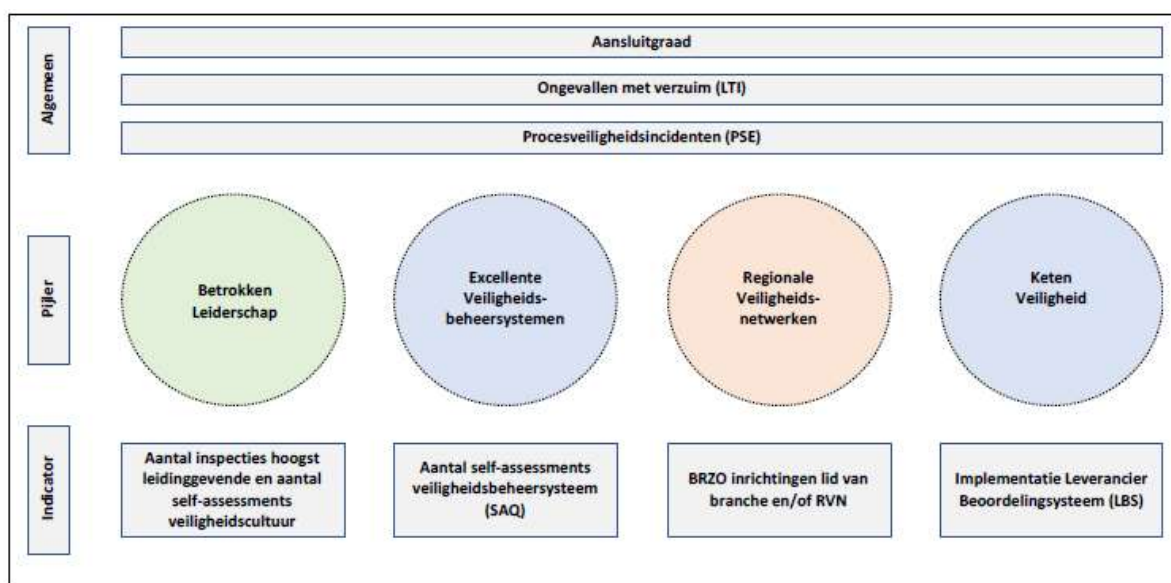 Algemeen
Aansluitgraad
Ongevallen met verzuim (LTI)
Procesveiligheidsincidenten (PSE)
Pijler
Betrokken
Leiderschap
Excellente
Veiligheids-
beheersystemen
Regionale
Veiligheids-
netwerken
Keten
Veiligheid
Indicator
Aantal inspecties hoogst
leidinggevende en aantal
self-assessments
veiligheidscultuur
Aantal self-assessments
veiligheidsbeheersysteem
(SAQ)
BRZO inrichtingen lid van
branche en/of RVN
Implementatie Leverancier
Beoordelingsysteem (LBS)